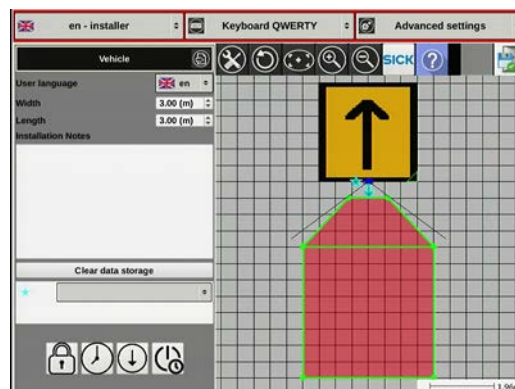 en - installer
Keyboard QWERTY
Advanced settings
Vehicle
SICK
?
User language
en
Width
3.00 (m)
Length
3.00 (m)
Installation Notes
Clear data storage